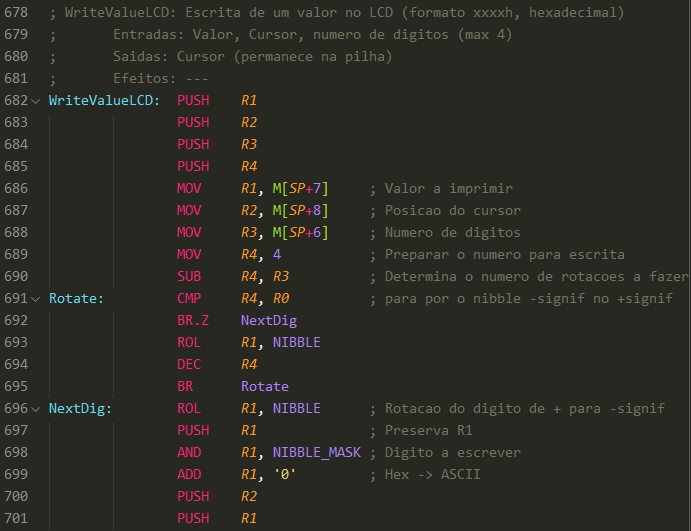 678 ; WriteValueLCD: Escrita de um valor no LCD (formato xxxxh, hexadecimal)
679 ; Entradas: Valor, Cursor, numero de digitos (max 4)
680 ; Saidas: Cursor (permanece na pilha)
681 ; Efeitos: ---
682 WriteValueLCD: PUSH R1
683 PUSH R2
684 PUSH R3
685 PUSH R4
686 MOV R1, M[SP+7] ; Valor a imprimir
687 MOV R2, M[SP+8] ; Posicao do cursor
688 MOV R3, M[SP+6] ; Numero de digitos
689 MOV R4, 4 ; Preparar o numero para escrita
690 SUB R4, R3 ; Determina o numero de rotacoes a fazer
691 Rotate: CMP R4, R0 ; para por o nibble -signif no +signif
692 BR.Z NextDig
693 ROL R1, NIBBLE
694 DEC R4
695 BR Rotate
696 NextDig: ROL R1, NIBBLE ; Rotacao do digito de + para -signif
697 PUSH R1 ; Preserva R1
698 AND R1, NIBBLE_MASK ; Digito a escrever
699 ADD R1, '0' ; Hex -> ASCII
700 PUSH R2
701 PUSH R1